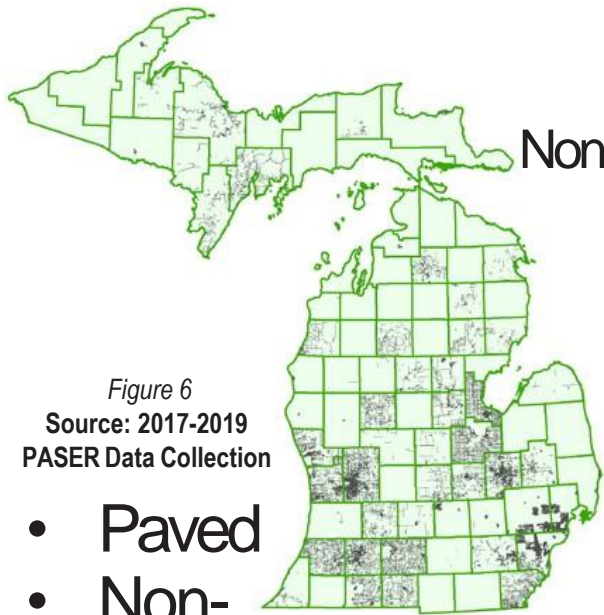 Non
Figure 6
Source: 2017-2019
PASER Data Collection
• Paved
• Non-